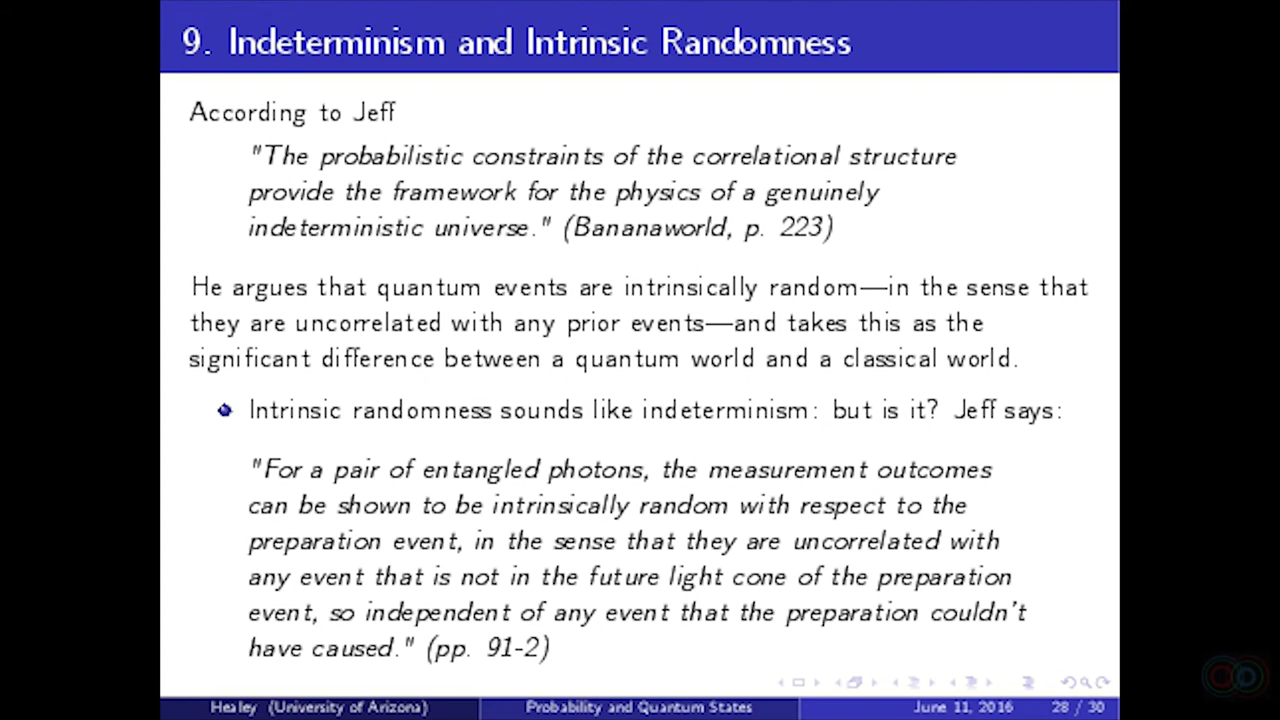 9. Indeterminism and Intrinsic Randomness
According to Jeff
"The probabilistic constraints of the correlational structure
provide the framework for the physics of a genuinely
indeterministic universe." (Bananaworld, p. 223)
He argues that quantum events are intrinsically random—in the sense that
they are uncorrelated with any prior events—and takes this as the
significant difference between a quantum world and a classical world.
Intrinsic randomness sounds like indeterminism: but is it? Jeff says:
"For a pair of entangled photons, the measurement outcomes
can be shown to be intrinsically random with respect to the
preparation event, in the sense that they are uncorrelated with
any event that is not in the future light cone of the preparation
event, so independent of any event that the preparation couldn't
have caused." (pp. 91-2)
Healey (University of Arizona) Probability and Quantum States June 11, 2016 28 / 30